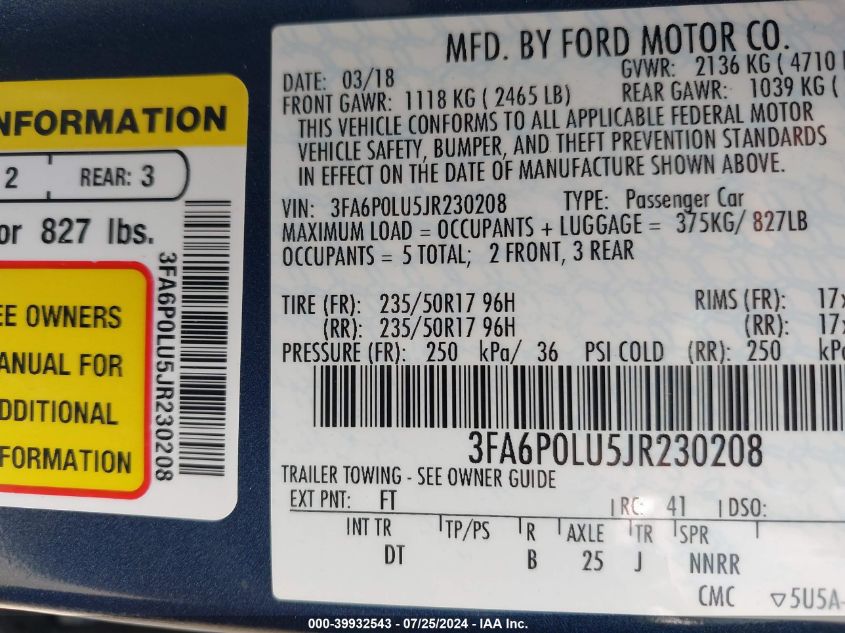 NFORMATION
2 REAR: 3
or 827 lbs.
EE OWNERS
ANUAL FOR
DDITIONAL
FORMATION
3FA6P0LU5JR230208
MFD. BY FORD MOTOR CO.
DATE: 03/18 GVWR: 2136 KG ( 4710
FRONT GAWR: 1118 KG ( 2465 LB) REAR GAWR: 1039 KG (
THIS VEHICLE CONFORMS TO ALL APPLICABLE FEDERAL MOTOR
VEHICLE SAFETY, BUMPER, AND THEFT PREVENTION STANDARDS
IN EFFECT ON THE DATE OF MANUFACTURE SHOWN ABOVE.
VIN: 3FA6P0LU5JR230208 TYPE: Passenger Car
MAXIMUM LOAD = OCCUPANTS + LUGGAGE = 375KG/ 827LB
OCCUPANTS = 5 TOTAL; 2 FRONT, 3 REAR
TIRE (FR): 235/50R17 96H RIMS (FR): 17x
(RR): 235/50R17 96H (RR): 17x
PRESSURE (FR): 250 kPa/ 36 PSI COLD (RR): 250 kPa
3FA6P0LU5JR230208
TRAILER TOWING - SEE OWNER GUIDE
EXT PNT: FT RC: 41 DSO:
INT TR TP/PS R AXLE TR SPR
DT B 25 J NNRR
CMC ▽5U5A-
000-39932543 - 07/25/2024 - IAA Inc.